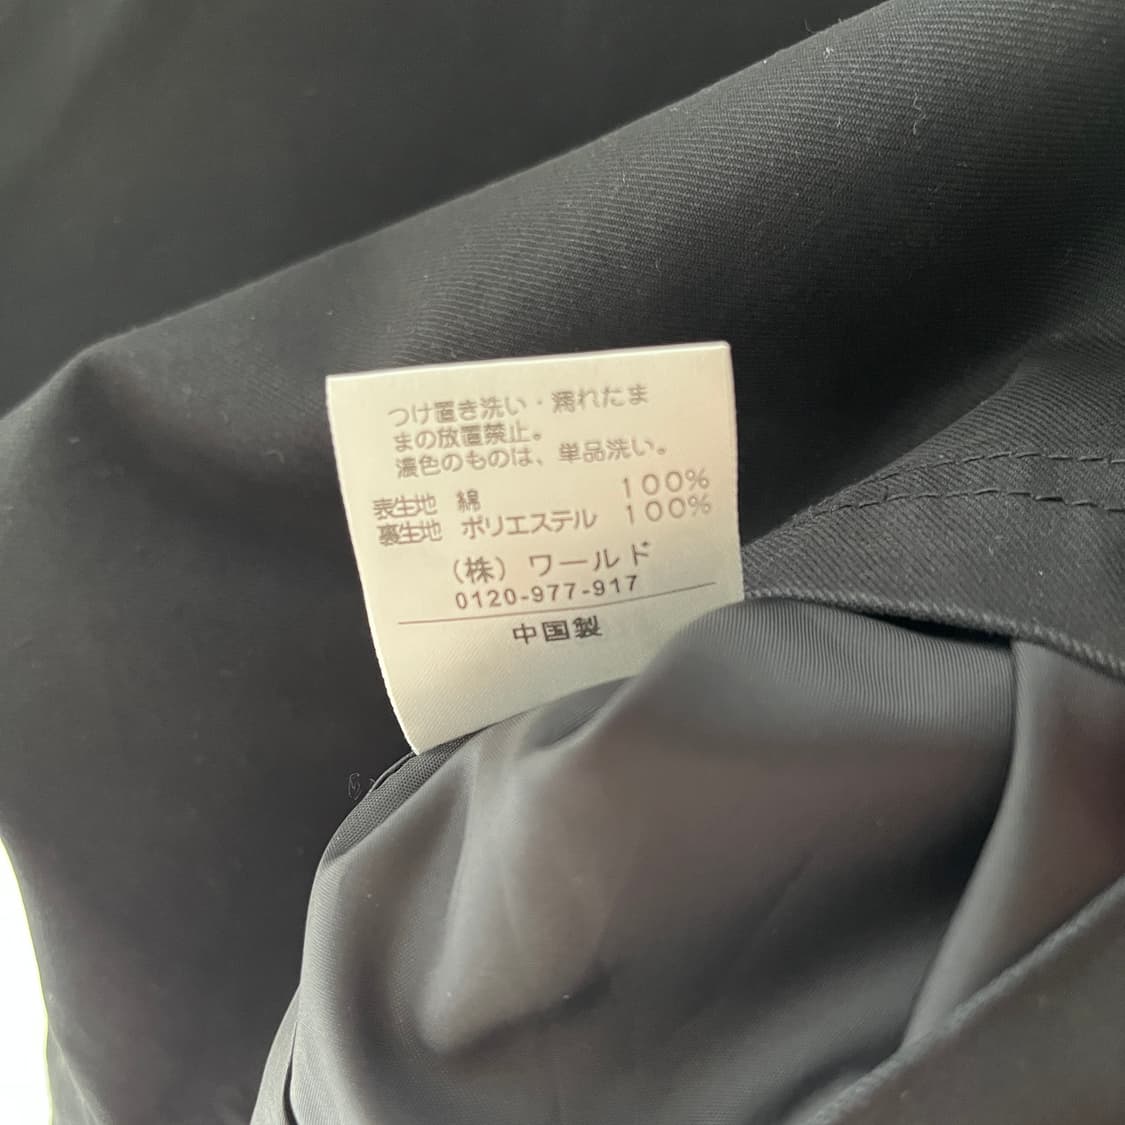 つけ置き洗い・濡れたま
まの放置禁止。
濃色のものは、単品洗い。
表生地 綿 100%
裏生地 ポリエステル 100%
(株)ワールド
0120-977-917
中国製